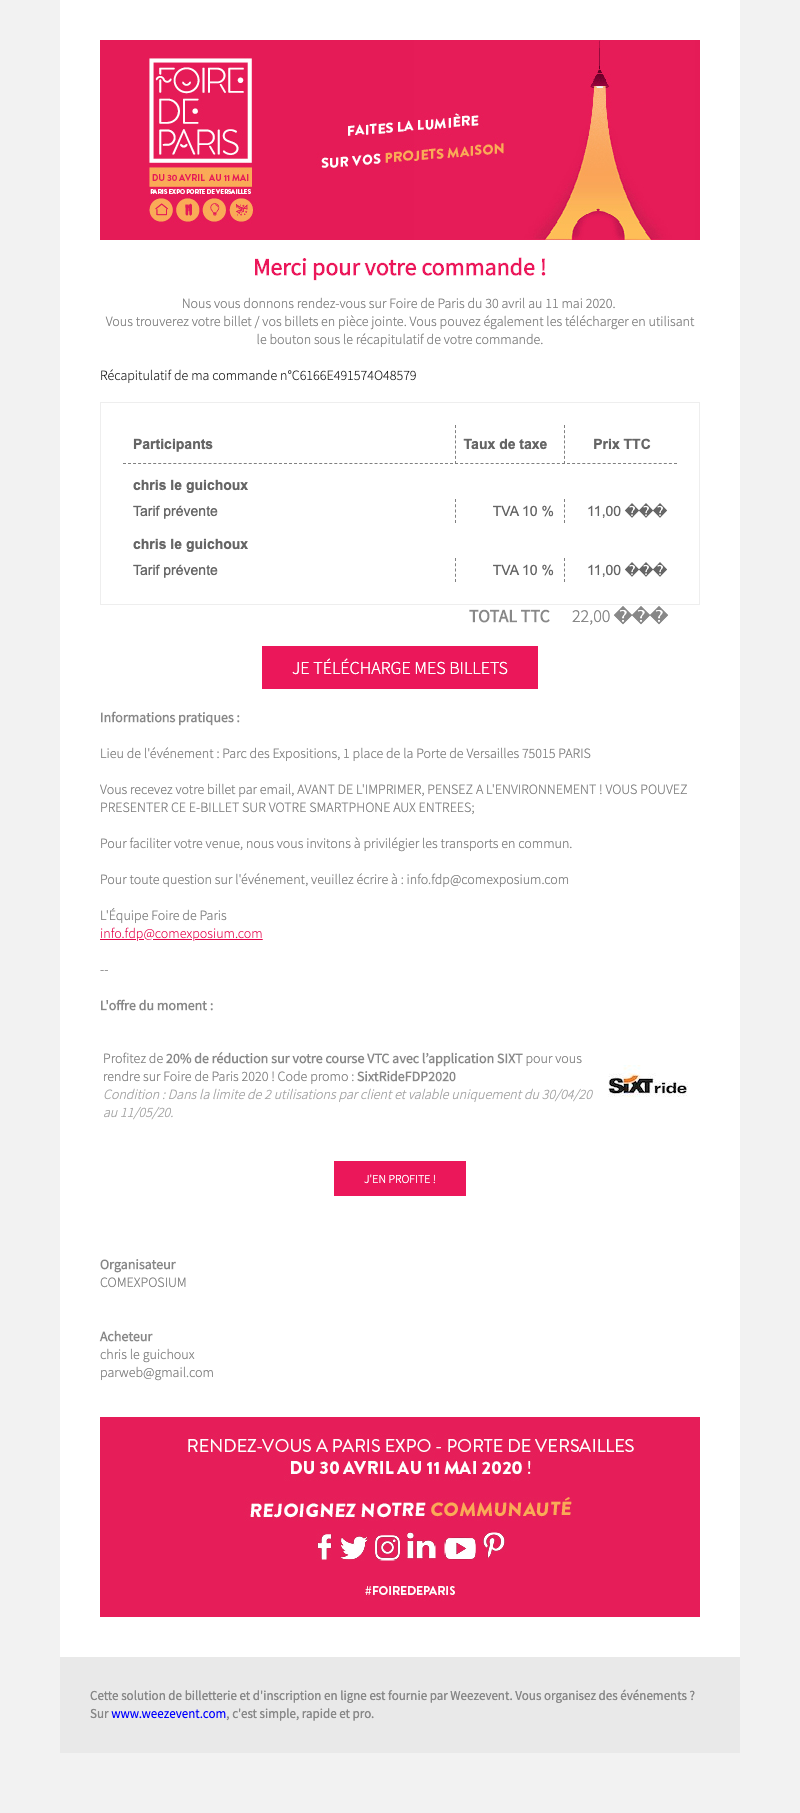 FOIRE
DE
PARIS
DU 30 AVRIL AU 11 MAI
PARIS EXPO PORTE DE VERSAILLES
FAITES LA LUMIÈRE
SUR VOS PROJETS MAISON
Merci pour votre commande !
Nous vous donnons rendez-vous sur Foire de Paris du 30 avril au 11 mai 2020.
Vous trouverez votre billet / vos billets en pièce jointe. Vous pouvez également les télécharger en utilisant
le bouton sous le récapitulatif de votre commande.
Récapitulatif de ma commande n°C6166E491574O48579
Participants Taux de taxe Prix TTC
chris le guichoux
Tarif prévente TVA 10 % 11,00 ���
chris le guichoux
Tarif prévente TVA 10 % 11,00 ���
TOTAL TTC 22,00 ���
JE TÉLÉCHARGE MES BILLETS
Informations pratiques :
Lieu de l'événement : Parc des Expositions, 1 place de la Porte de Versailles 75015 PARIS
Vous recevez votre billet par email, AVANT DE L'IMPRIMER, PENSEZ A L'ENVIRONNEMENT ! VOUS POUVEZ
PRESENTER CE E-BILLET SUR VOTRE SMARTPHONE AUX ENTREES;
Pour faciliter votre venue, nous vous invitons à privilégier les transports en commun.
Pour toute question sur l'événement, veuillez écrire à : info.fdp@comexposium.com
L'Équipe Foire de Paris
info.fdp@comexposium.com
--
L'offre du moment :
Profitez de 20% de réduction sur votre course VTC avec l’application SIXT pour vous
rendre sur Foire de Paris 2020 ! Code promo : SixtRideFDP2020
Condition : Dans la limite de 2 utilisations par client et valable uniquement du 30/04/20
au 11/05/20.
SIXT ride
J'EN PROFITE !
Organisateur
COMEXPOSIUM
Acheteur
chris le guichoux
parweb@gmail.com
RENDEZ-VOUS A PARIS EXPO - PORTE DE VERSAILLES
DU 30 AVRIL AU 11 MAI 2020 !
REJOIGNEZ NOTRE COMMUNAUTÉ
#FOIREDEPARIS
Cette solution de billetterie et d'inscription en ligne est fournie par Weezevent. Vous organisez des événements ?
Sur www.weezevent.com, c'est simple, rapide et pro.